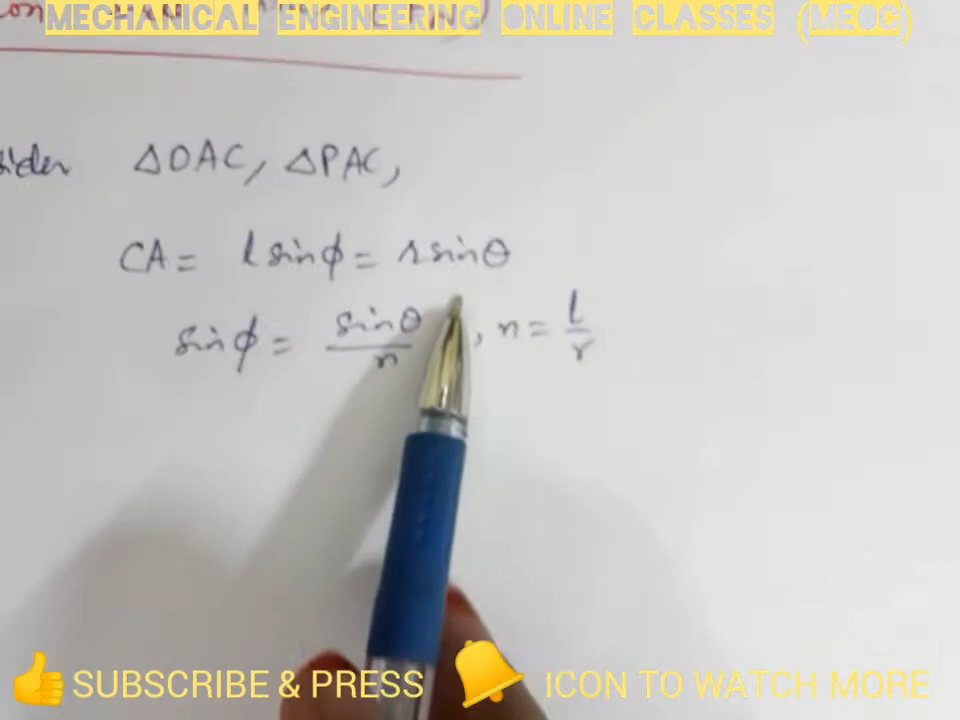 MECHANICAL ENGINEERING ONLINE CLASSES (MEOC)
ΔOAC, ΔPAC,
CA = l sinϕ = r sinθ
sinϕ = sinθ/n , n = l/r
SUBSCRIBE & PRESS ICON TO WATCH MORE